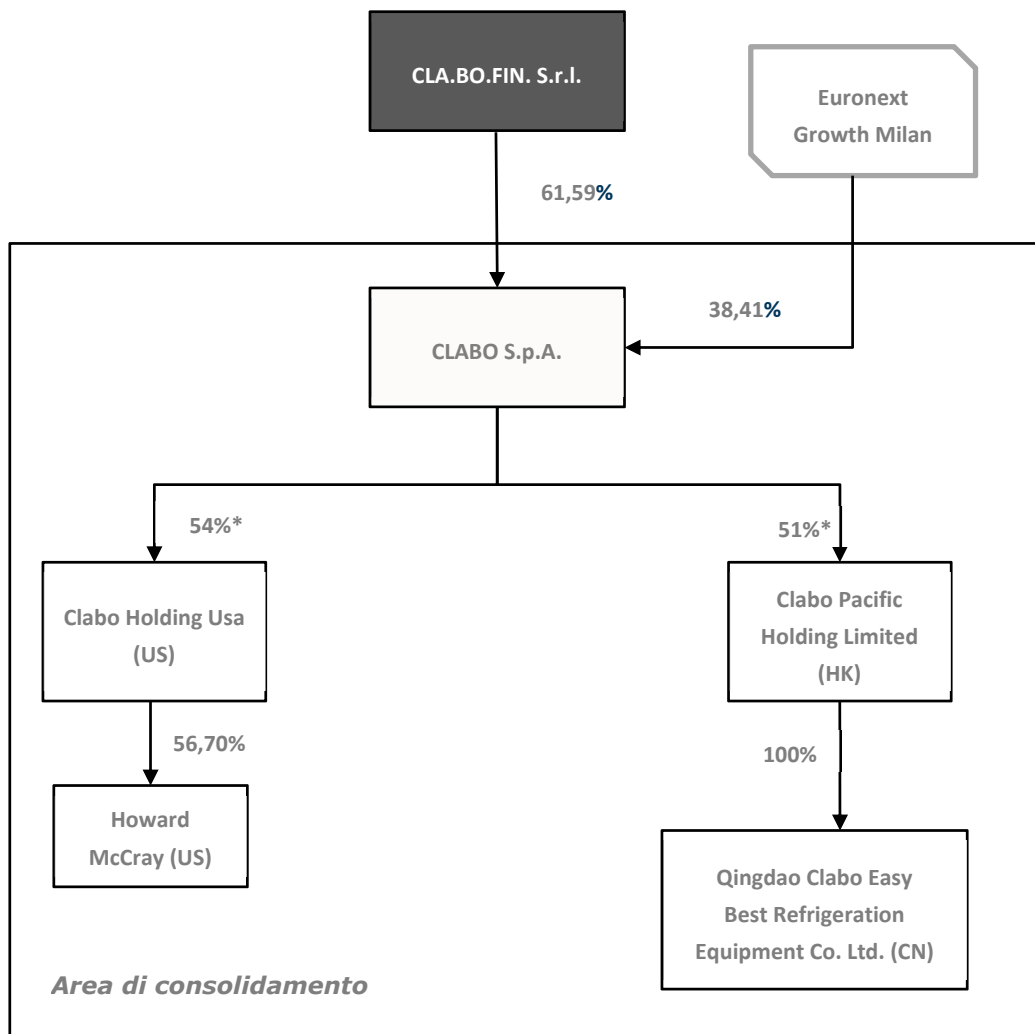 CLA.BO.FIN. S.r.l.
Euronext
Growth Milan
61,59%
38,41%
CLABO S.p.A.
54%*
51%*
Clabo Holding Usa
(US)
Clabo Pacific
Holding Limited
(HK)
56,70%
100%
Howard
McCray (US)
Qingdao Clabo Easy
Best Refrigeration
Equipment Co. Ltd. (CN)
Area di consolidamento